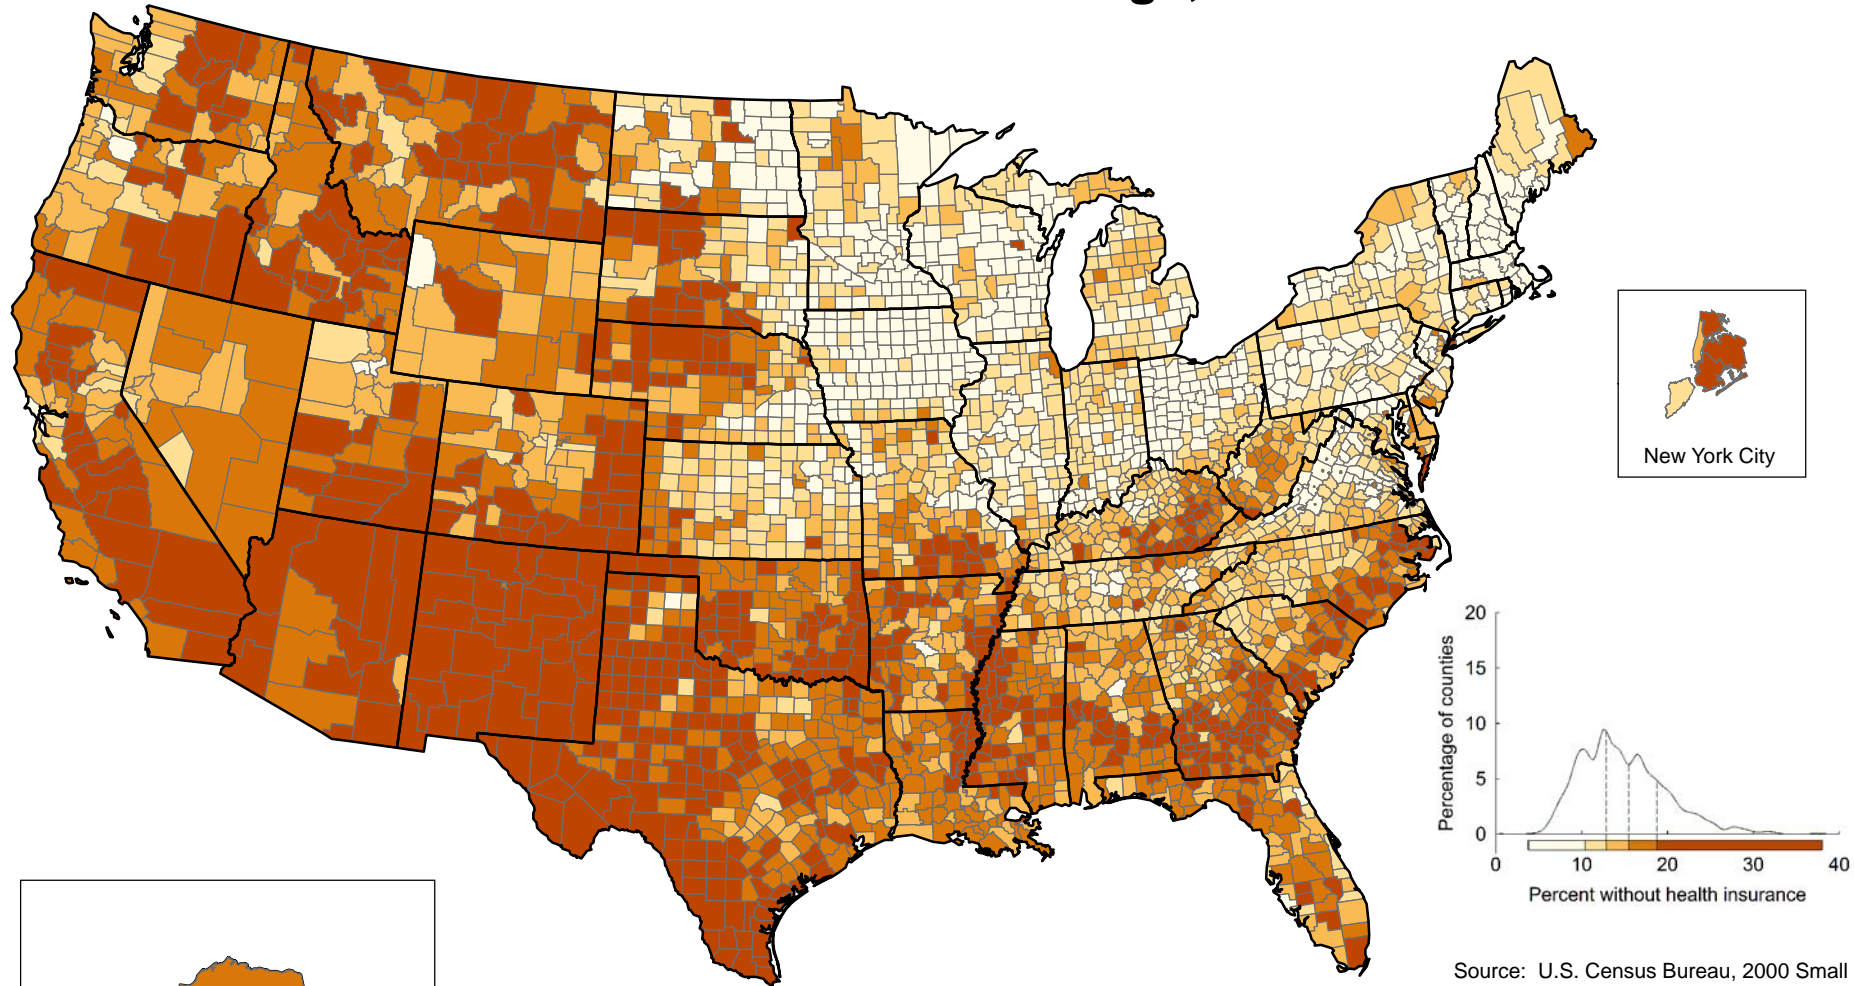 New York City
Percentage of counties
20
15
10
5
0
0 10 20 30 40
Percent without health insurance
Source: U.S. Census Bureau, 2000 Small